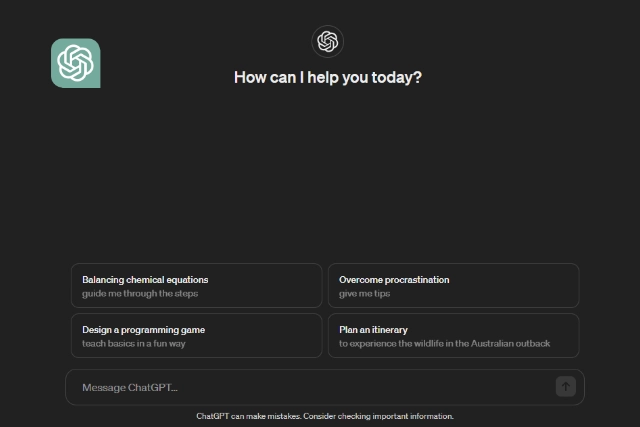 How can I help you today?
Balancing chemical equations
guide me through the steps
Overcome procrastination
give me tips
Design a programming game
teach basics in a fun way
Plan an itinerary
to experience the wildlife in the Australian outback
Message ChatGPT...
ChatGPT can make mistakes. Consider checking important information.